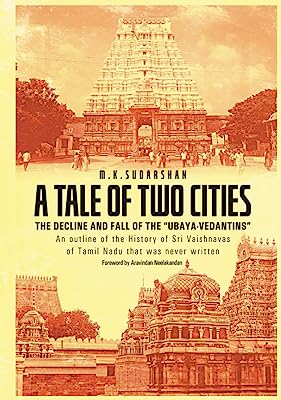 M.K.SUDARSHAN
A TALE OF TWO CITIES
THE DECLINE AND FALL OF THE "UBAYA-VEDANTINS"
An outline of the History of Sri Vaishnavas
of Tamil Nadu that was never written
Foreword by Aravindan Neelakandan